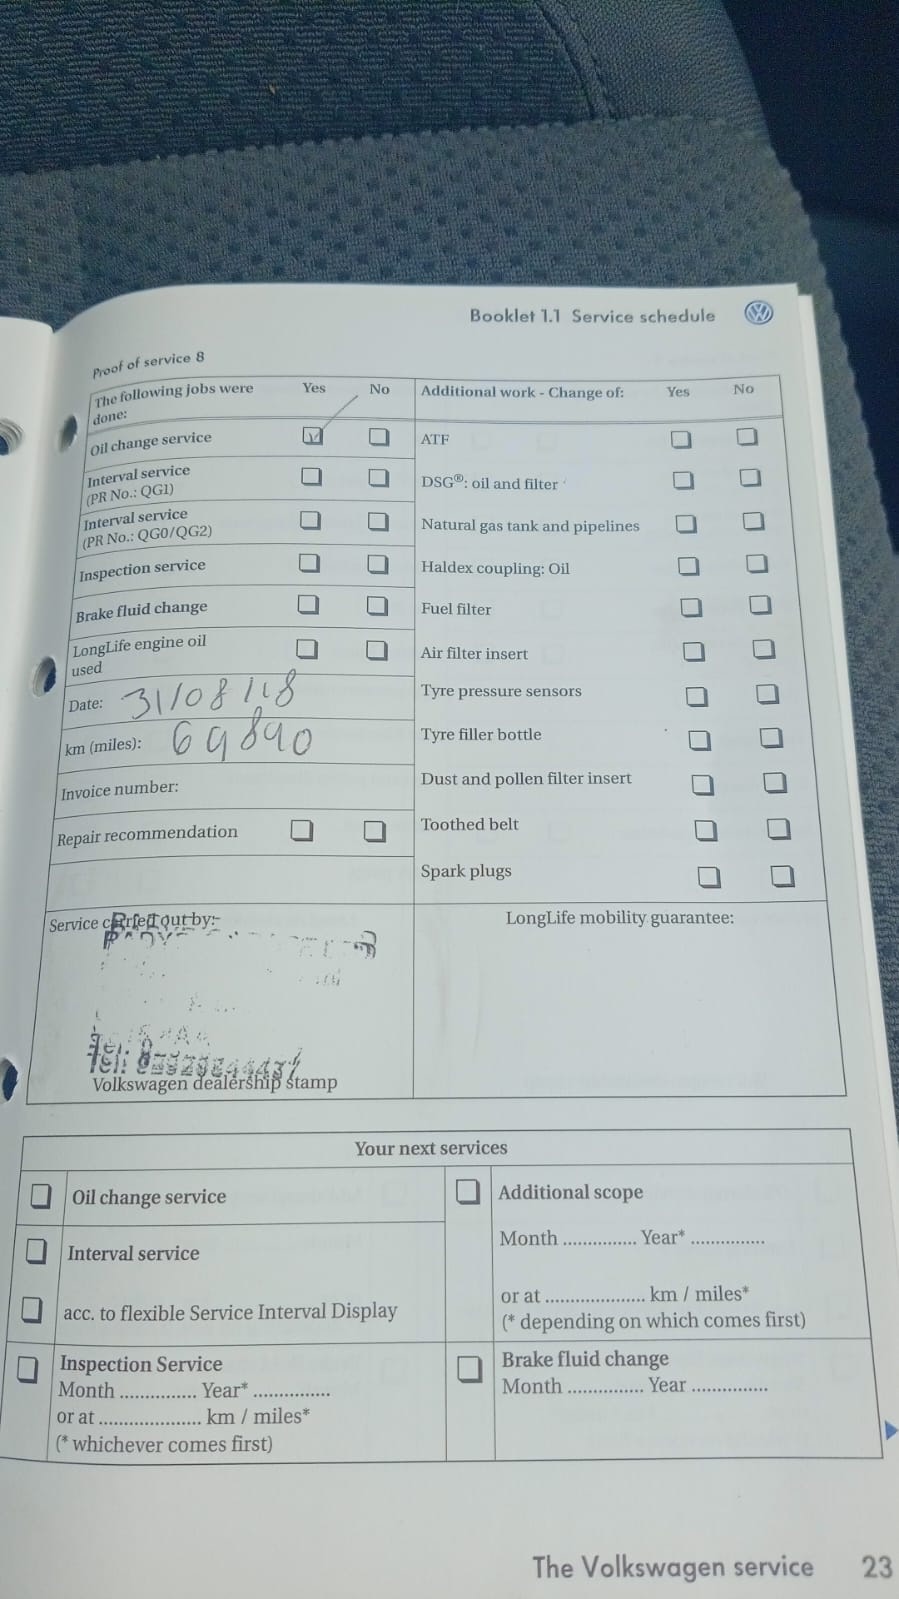 Booklet 1.1 Service schedule
Proof of service 8
The following jobs were done: Yes No
Oil change service
Interval service
(PR No.: QG1)
Interval service
(PR No.: QG0/QG2)
Inspection service
Brake fluid change
LongLife engine oil
used
Date: 31/08/18
km (miles): 69890
Invoice number:
Repair recommendation
Service carried out by:
Tel:
Volkswagen dealership stamp
Additional work - Change of: Yes No
ATF
DSG®: oil and filter
Natural gas tank and pipelines
Haldex coupling: Oil
Fuel filter
Air filter insert
Tyre pressure sensors
Tyre filler bottle
Dust and pollen filter insert
Toothed belt
Spark plugs
LongLife mobility guarantee:
Your next services
Oil change service
Interval service
acc. to flexible Service Interval Display
Inspection Service
Month .............. Year* ..............
or at .................... km / miles*
(* whichever comes first)
Additional scope
Month .............. Year* ..............
or at .................... km / miles*
(* depending on which comes first)
Brake fluid change
Month .............. Year ..............
The Volkswagen service 23